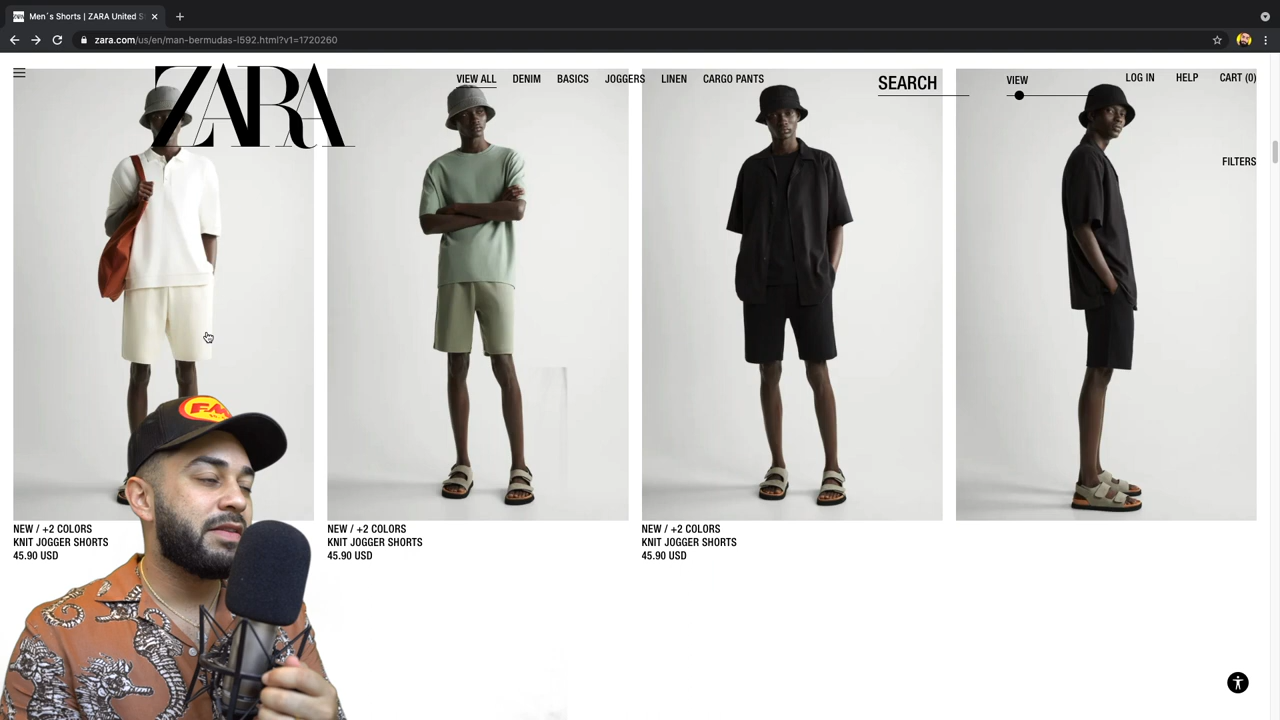 Men´s Shorts | ZARA United S
zara.com/us/en/man-bermudas-l592.html?v1=1720260
ZARA
VIEW ALL DENIM BASICS JOGGERS LINEN CARGO PANTS
SEARCH
VIEW
LOG IN HELP CART (0)
FILTERS
NEW / +2 COLORS
KNIT JOGGER SHORTS
45.90 USD
NEW / +2 COLORS
KNIT JOGGER SHORTS
45.90 USD
NEW / +2 COLORS
KNIT JOGGER SHORTS
45.90 USD